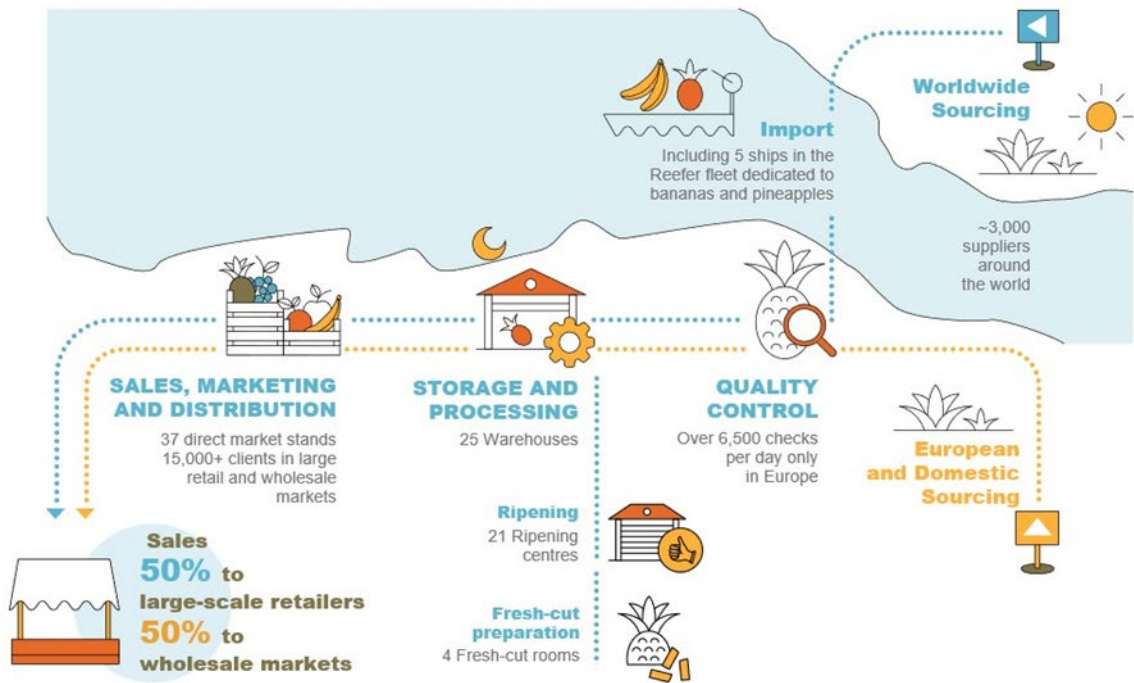 Worldwide
Sourcing
Import
Including 5 ships in the
Reefer fleet dedicated to
bananas and pineapples
~3,000
suppliers
around
the world
SALES, MARKETING
AND DISTRIBUTION
37 direct market stands
15,000+ clients in large
retail and wholesale
markets
STORAGE AND
PROCESSING
25 Warehouses
QUALITY
CONTROL
Over 6,500 checks
per day only
in Europe
European
and Domestic
Sourcing
Ripening
21 Ripening
centres
Fresh-cut
preparation
4 Fresh-cut rooms
Sales
50% to
large-scale retailers
50% to
wholesale markets